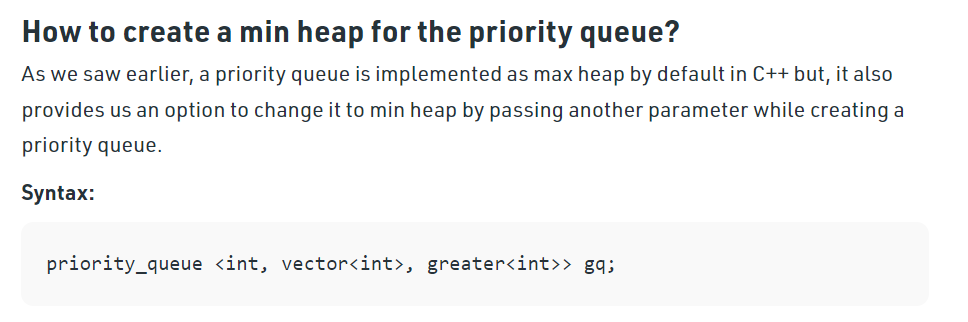 How to create a min heap for the priority queue?
As we saw earlier, a priority queue is implemented as max heap by default in C++ but, it also
provides us an option to change it to min heap by passing another parameter while creating a
priority queue.
Syntax:
priority_queue <int, vector<int>, greater<int>> gq;